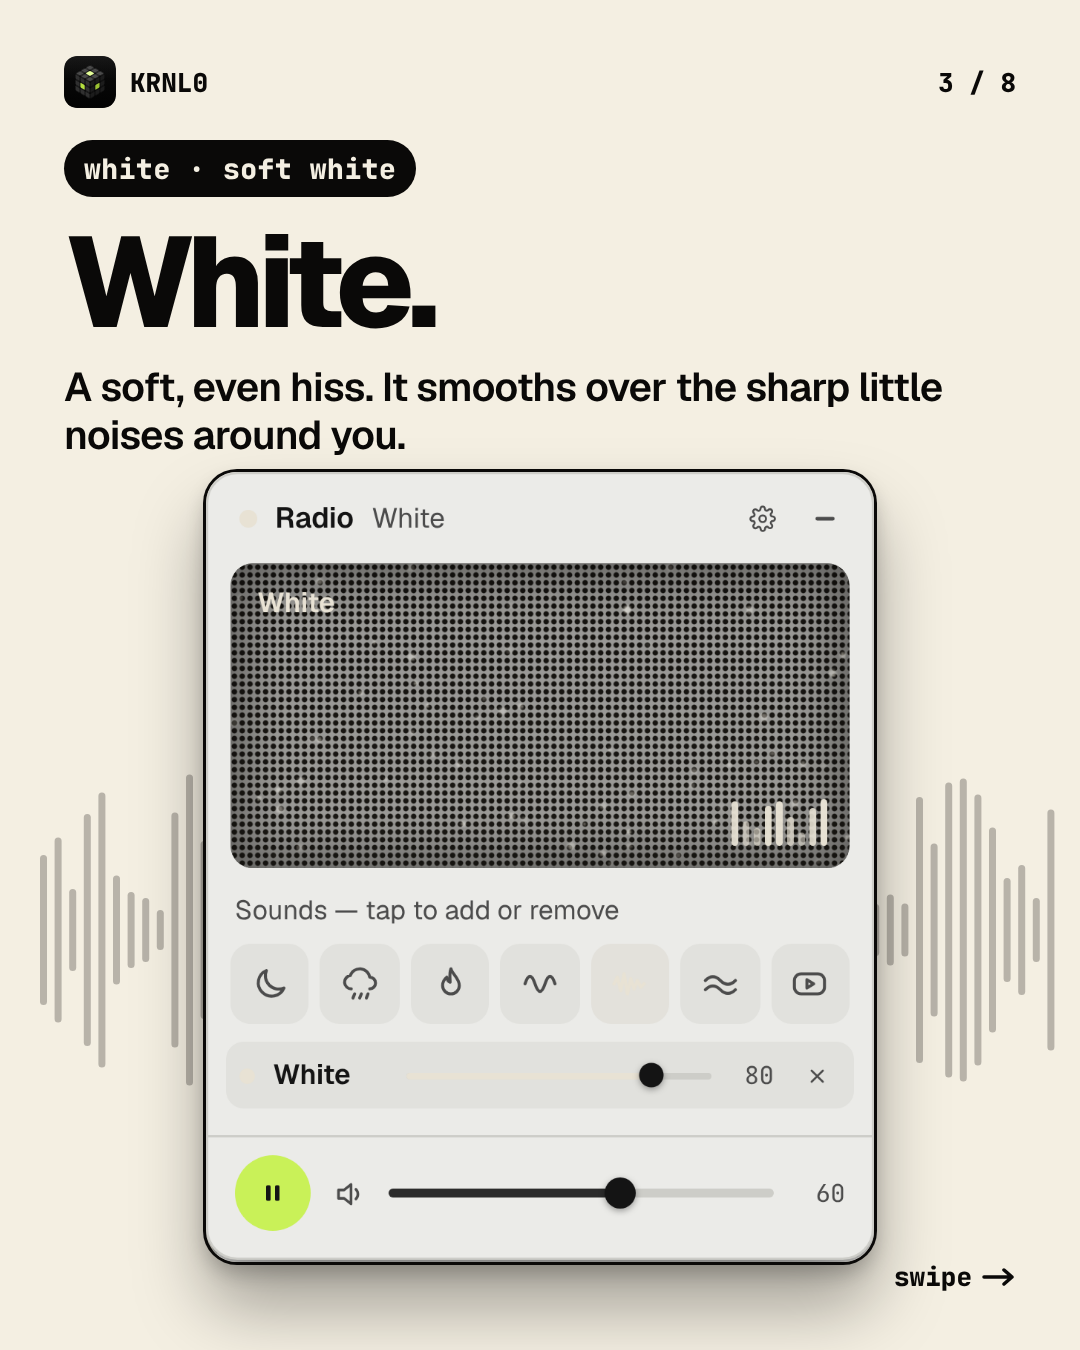 KRNL0
3 / 8
white · soft white
White.
A soft, even hiss. It smooths over the sharp little
noises around you.
Radio White
White
Sounds — tap to add or remove
White 80 ×
60
swipe →